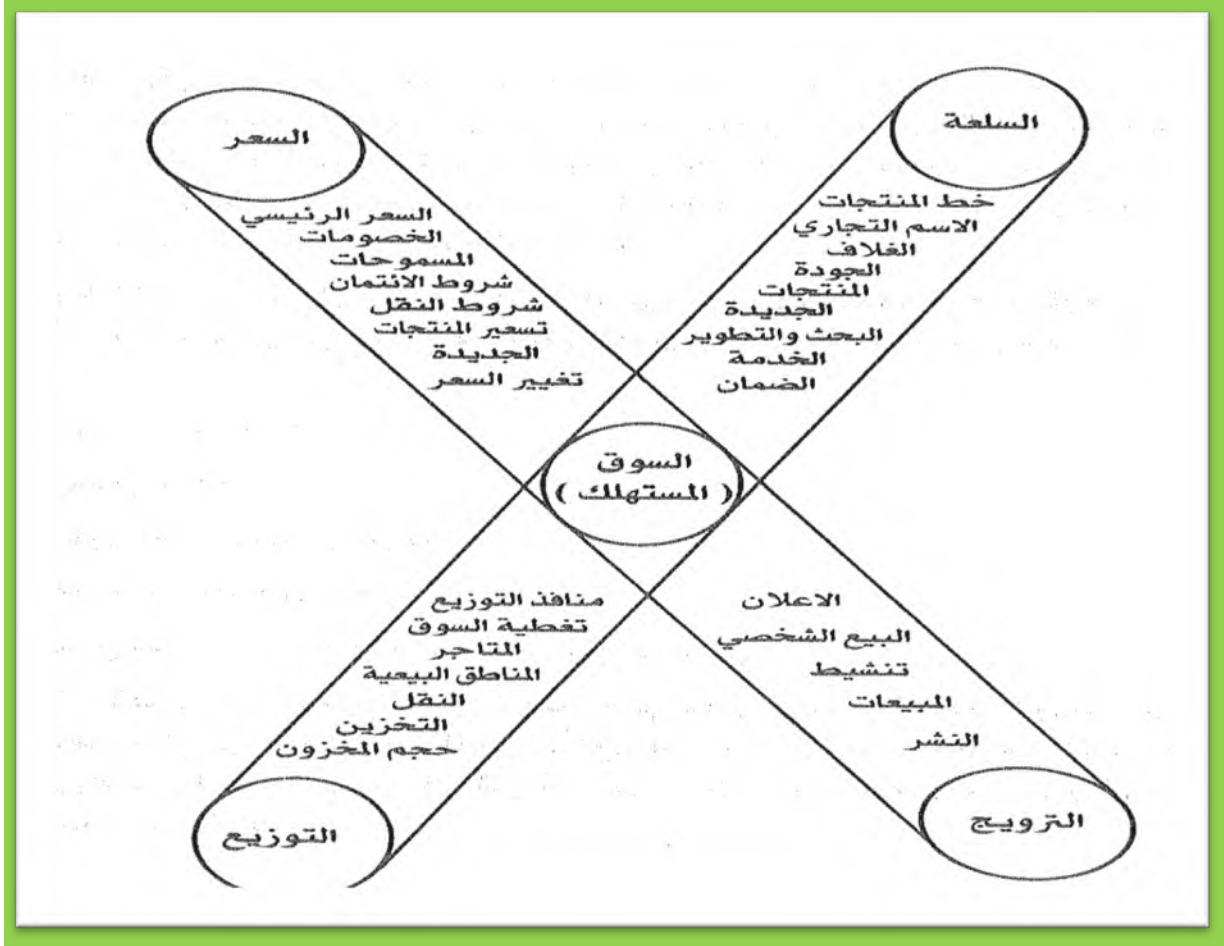 السلعة
خط المنتجات
الاسم التجاري
الغلاف
الجودة
المنتجات
الجديدة
البحث والتطوير
الخدمة
الضمان
السعر
السعر الرئيسي
الخصومات
المسموحات
شروط الائتمان
شروط النقل
تسعير المنتجات
الجديدة
تغيير السعر
السوق
( المستهلك )
الاعلان
البيع الشخصي
تنشيط
المبيعات
النشر
الترويج
منافذ التوزيع
تغطية السوق
المتاجر
المناطق البيعية
النقل
التخزين
حجم المخزون
التوزيع